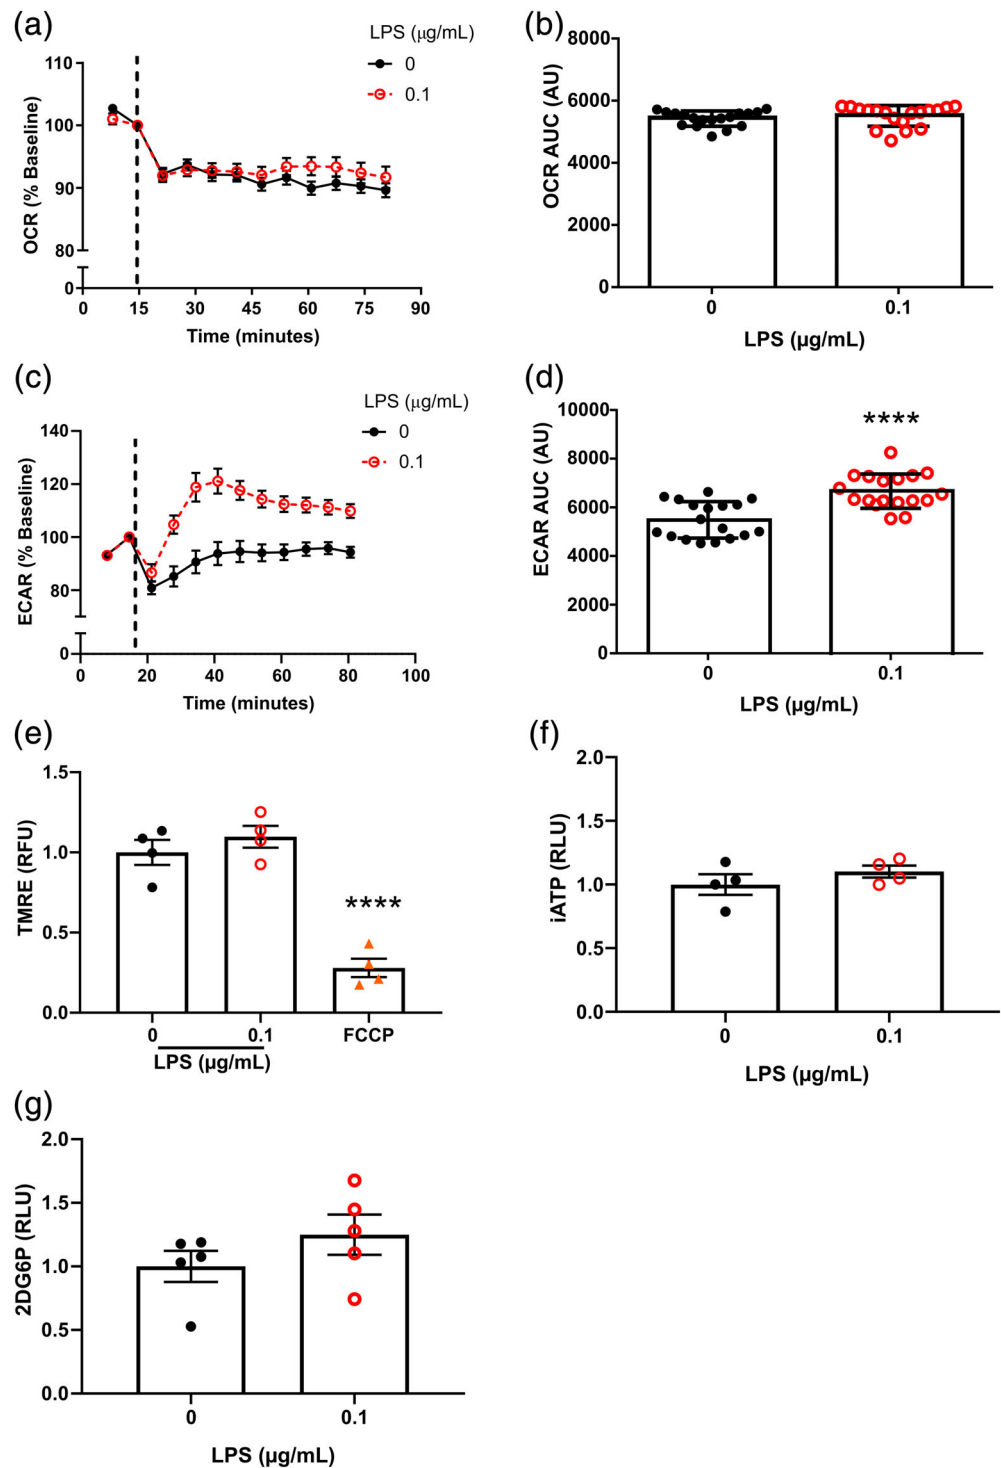 (a)
LPS (μg/mL)
0
0.1
OCR (% Baseline)
110
100
90
80
0
0 15 30 45 60 75 90
Time (minutes)
(b)
OCR AUC (AU)
8000
6000
4000
2000
0
0 0.1
LPS (μg/mL)
(c)
LPS (μg/mL)
0
0.1
ECAR (% Baseline)
140
120
100
80
0
0 20 40 60 80 100
Time (minutes)
(d)
ECAR AUC (AU)
10000
8000
6000
4000
2000
0
****
0 0.1
LPS (μg/mL)
(e)
TMRE (RFU)
1.5
1.0
0.5
0.0
****
0 0.1 FCCP
LPS (μg/mL)
(f)
iATP (RLU)
2.0
1.5
1.0
0.5
0.0
0 0.1
LPS (μg/mL)
(g)
2DG6P (RLU)
2.0
1.5
1.0
0.5
0.0
0 0.1
LPS (μg/mL)